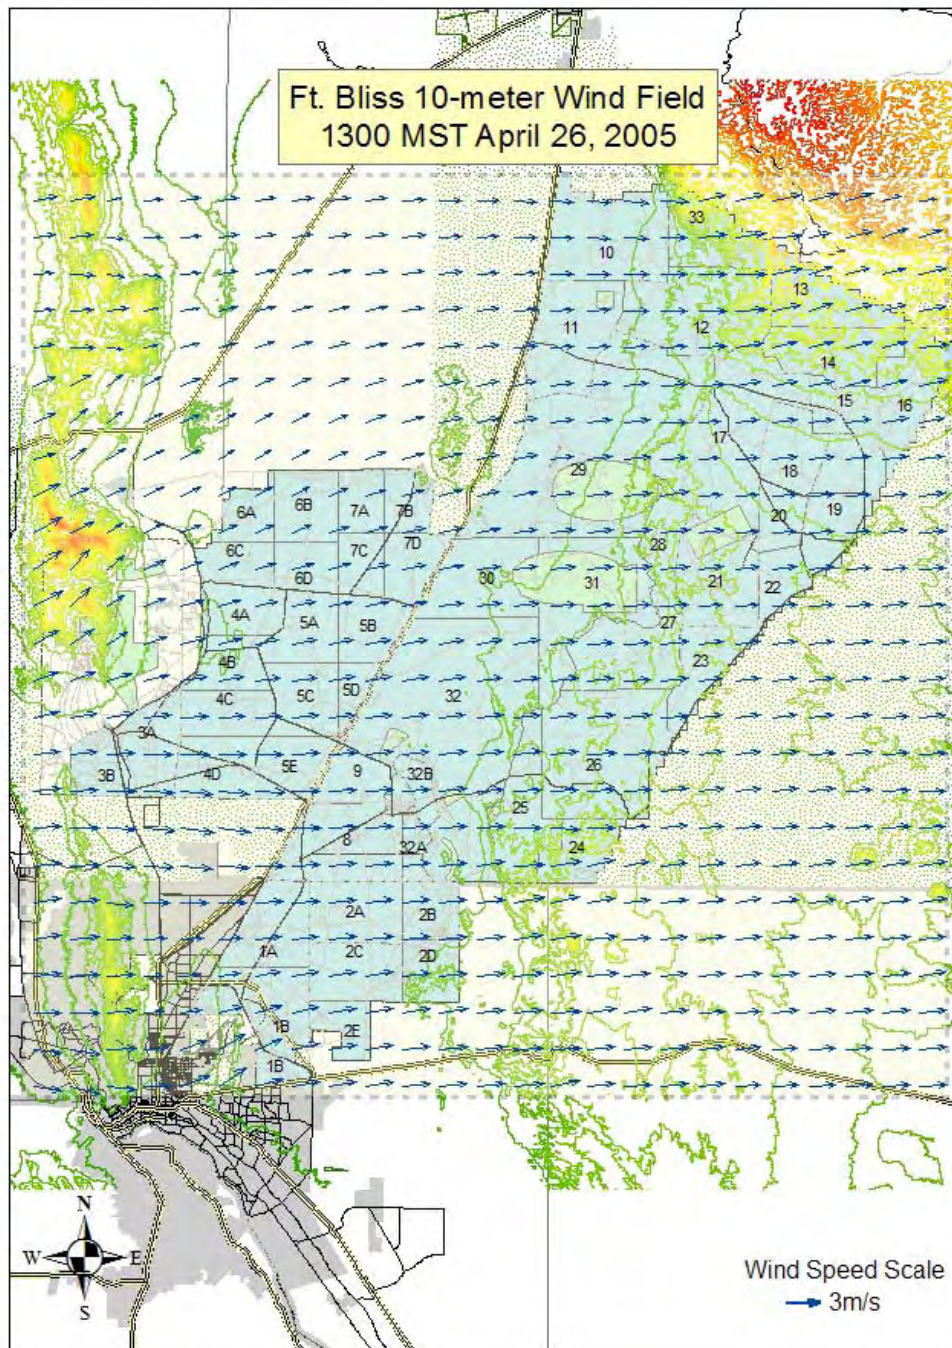 Ft. Bliss 10-meter Wind Field
1300 MST April 26, 2005
33
10
13
11
12
14
15
16
17
29
18
6A
6B
7A
7B
20
19
6C
7C
7D
28
6D
30
31
21
22
4A
5A
5B
27
4B
23
4C
5C
5D
32
3A
3B
4D
5E
9
32B
26
25
8
32A
24
2A
2B
1A
2C
2D
1B
2E
1B
N
W
E
S
Wind Speed Scale
3m/s